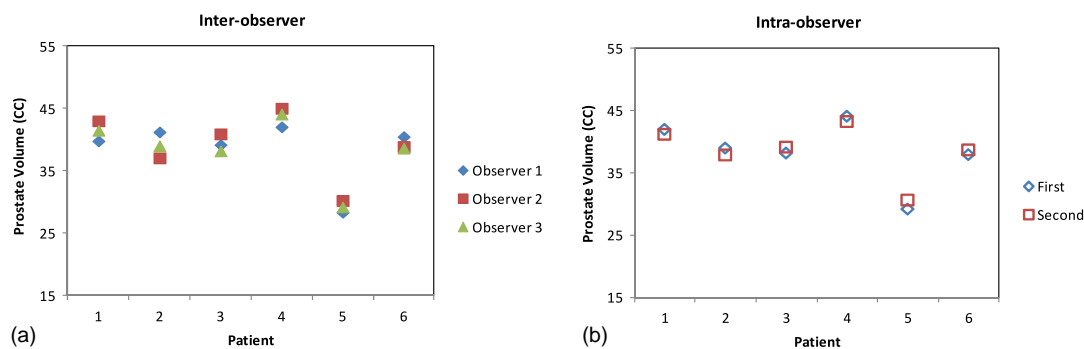 Inter-observer
Prostate Volume (CC)
55
45
35
25
15
1 2 3 4 5 6
Patient
Observer 1
Observer 2
Observer 3
(a)
Intra-observer
Prostate Volume (CC)
55
45
35
25
15
1 2 3 4 5 6
Patient
First
Second
(b)